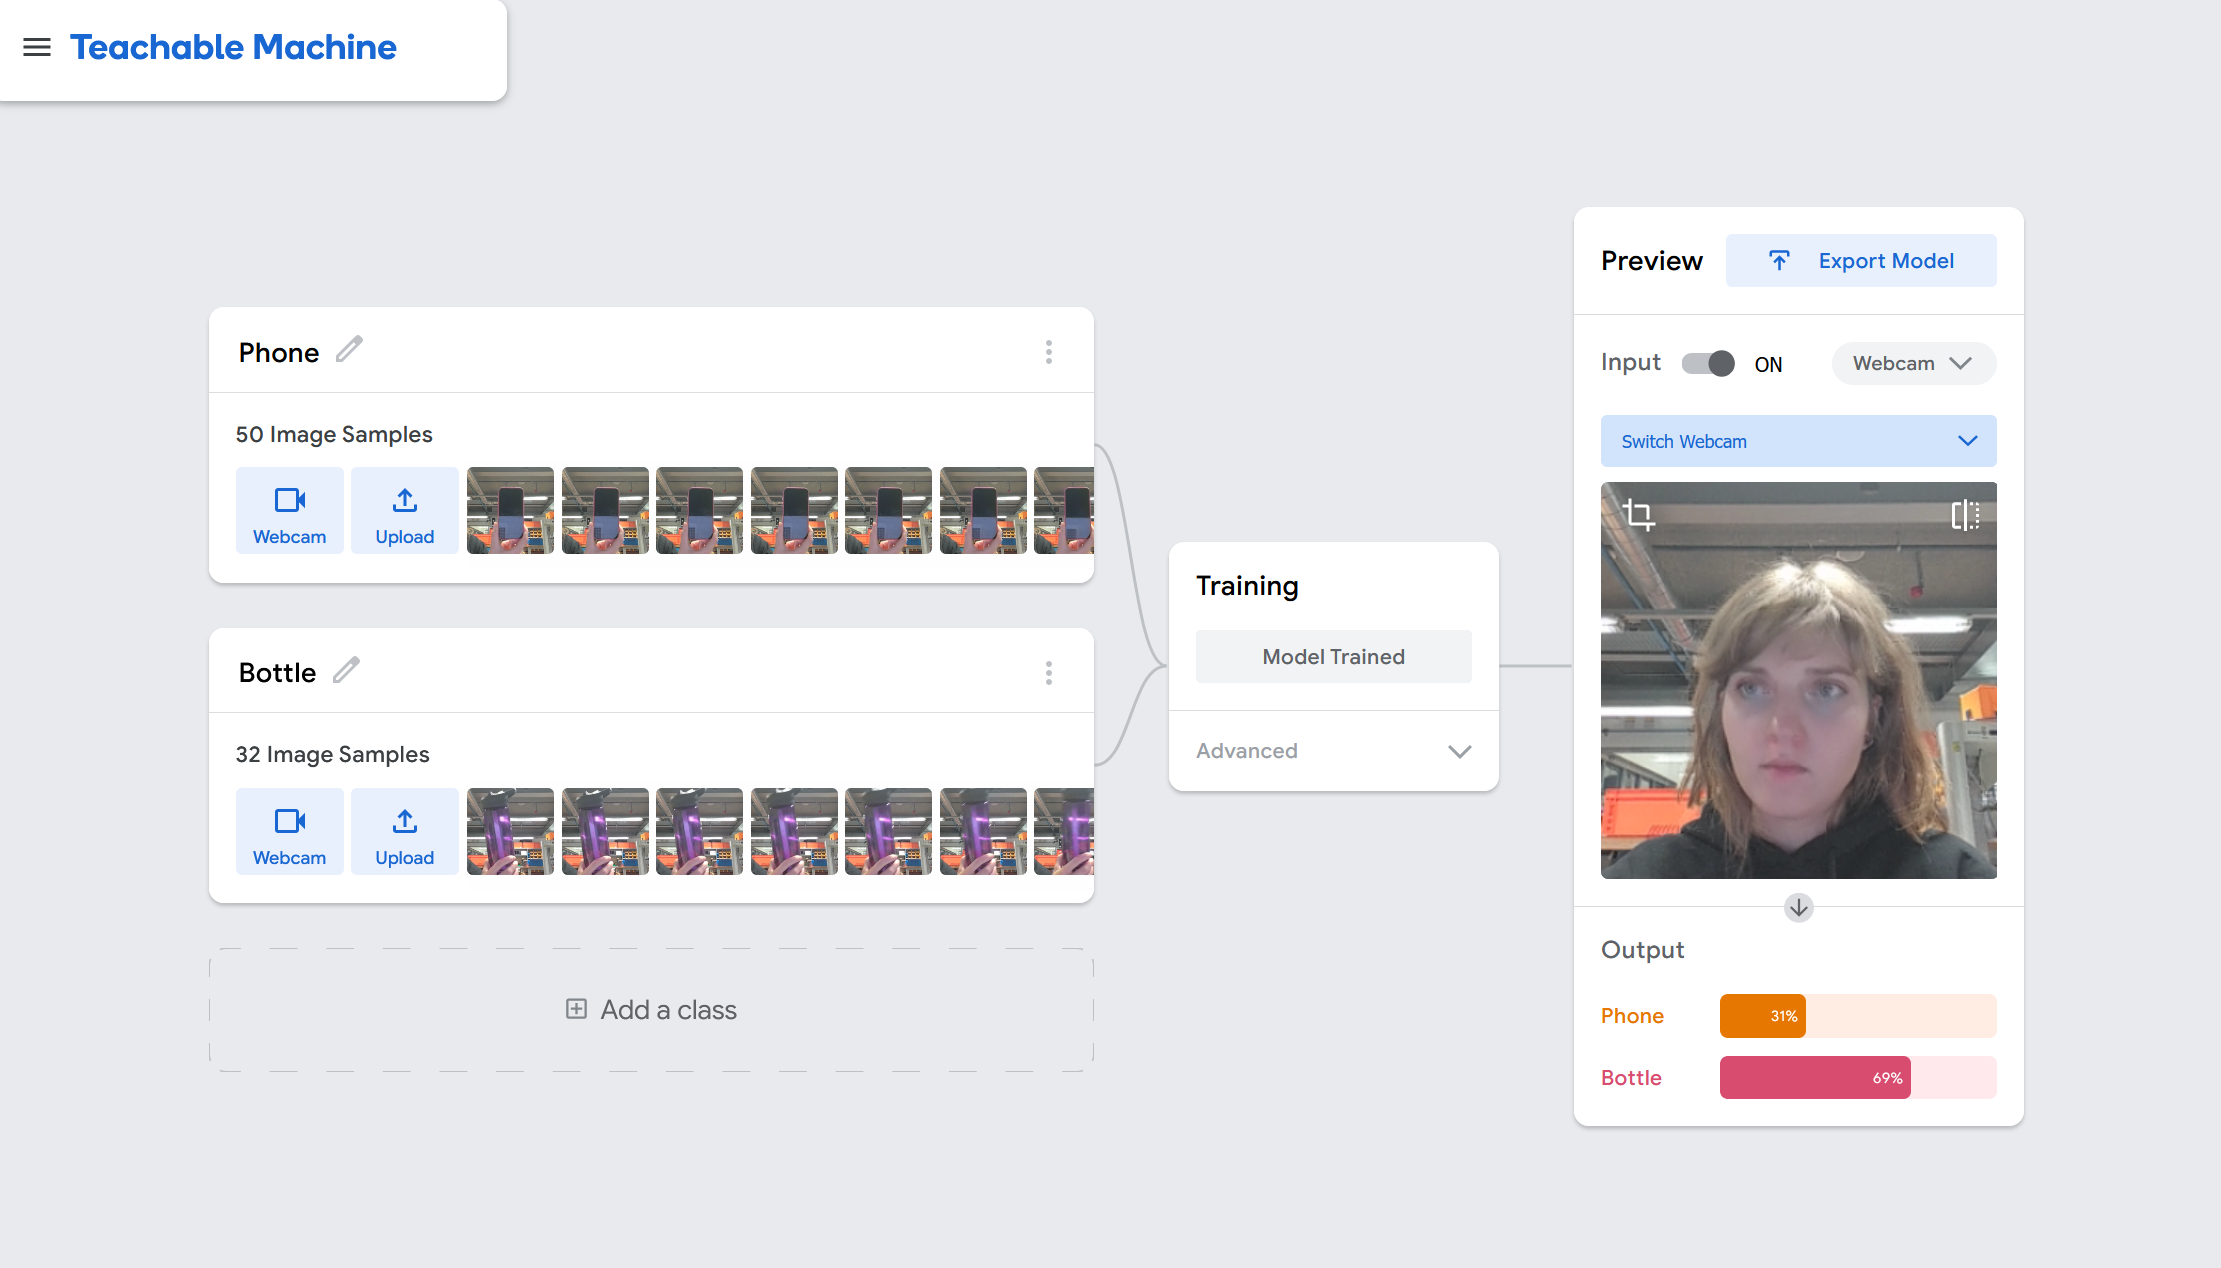 Teachable Machine
Phone
50 Image Samples
Webcam
Upload
Bottle
32 Image Samples
Webcam
Upload
Add a class
Training
Model Trained
Advanced
Preview
Export Model
Input
ON
Webcam
Switch Webcam
Output
Phone
31%
Bottle
69%